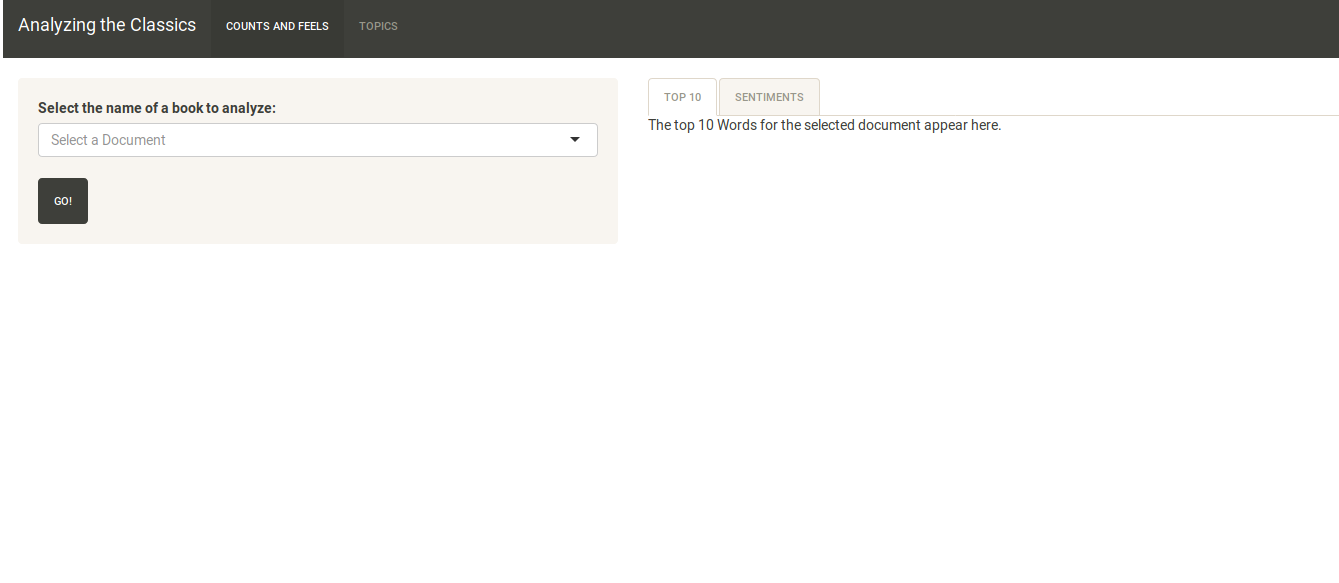 Analyzing the Classics COUNTS AND FEELS TOPICS
Select the name of a book to analyze:
Select a Document
GO!
TOP 10 SENTIMENTS
The top 10 Words for the selected document appear here.